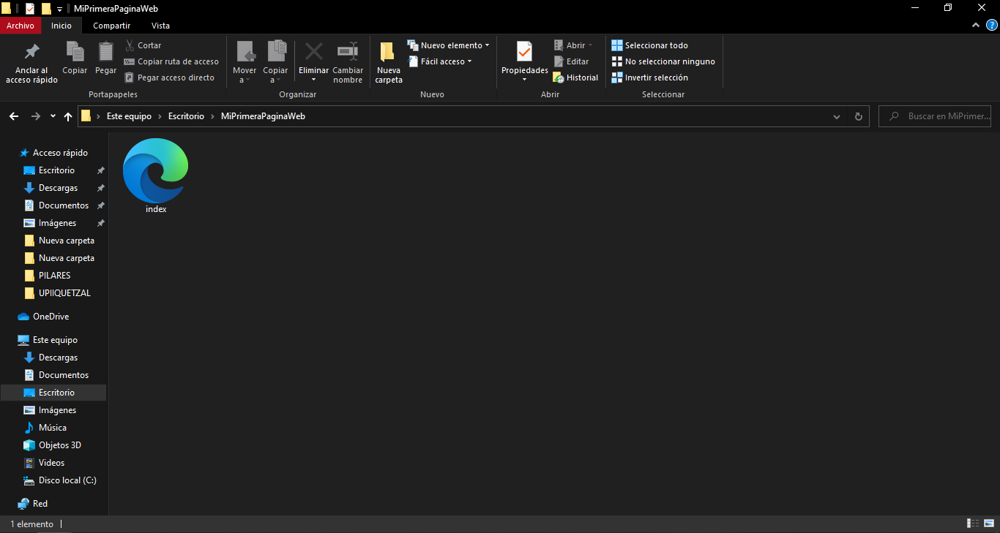 MiPrimeraPaginaWeb
Archivo Inicio Compartir Vista
Anclar al acceso rápido
Copiar
Pegar
Cortar
Copiar ruta de acceso
Pegar acceso directo
Portapapeles
Mover a
Copiar a
Eliminar
Cambiar nombre
Organizar
Nueva carpeta
Nuevo elemento
Fácil acceso
Nuevo
Propiedades
Abrir
Editar
Historial
Abrir
Seleccionar todo
No seleccionar ninguno
Invertir selección
Seleccionar
Este equipo › Escritorio › MiPrimeraPaginaWeb
Buscar en MiPrimer...
Acceso rápido
Escritorio
Descargas
Documentos
Imágenes
Nueva carpeta
Nueva carpeta
PILARES
UPIIQUETZAL
OneDrive
Este equipo
Descargas
Documentos
Escritorio
Imágenes
Música
Objetos 3D
Videos
Disco local (C:)
Red
index
1 elemento